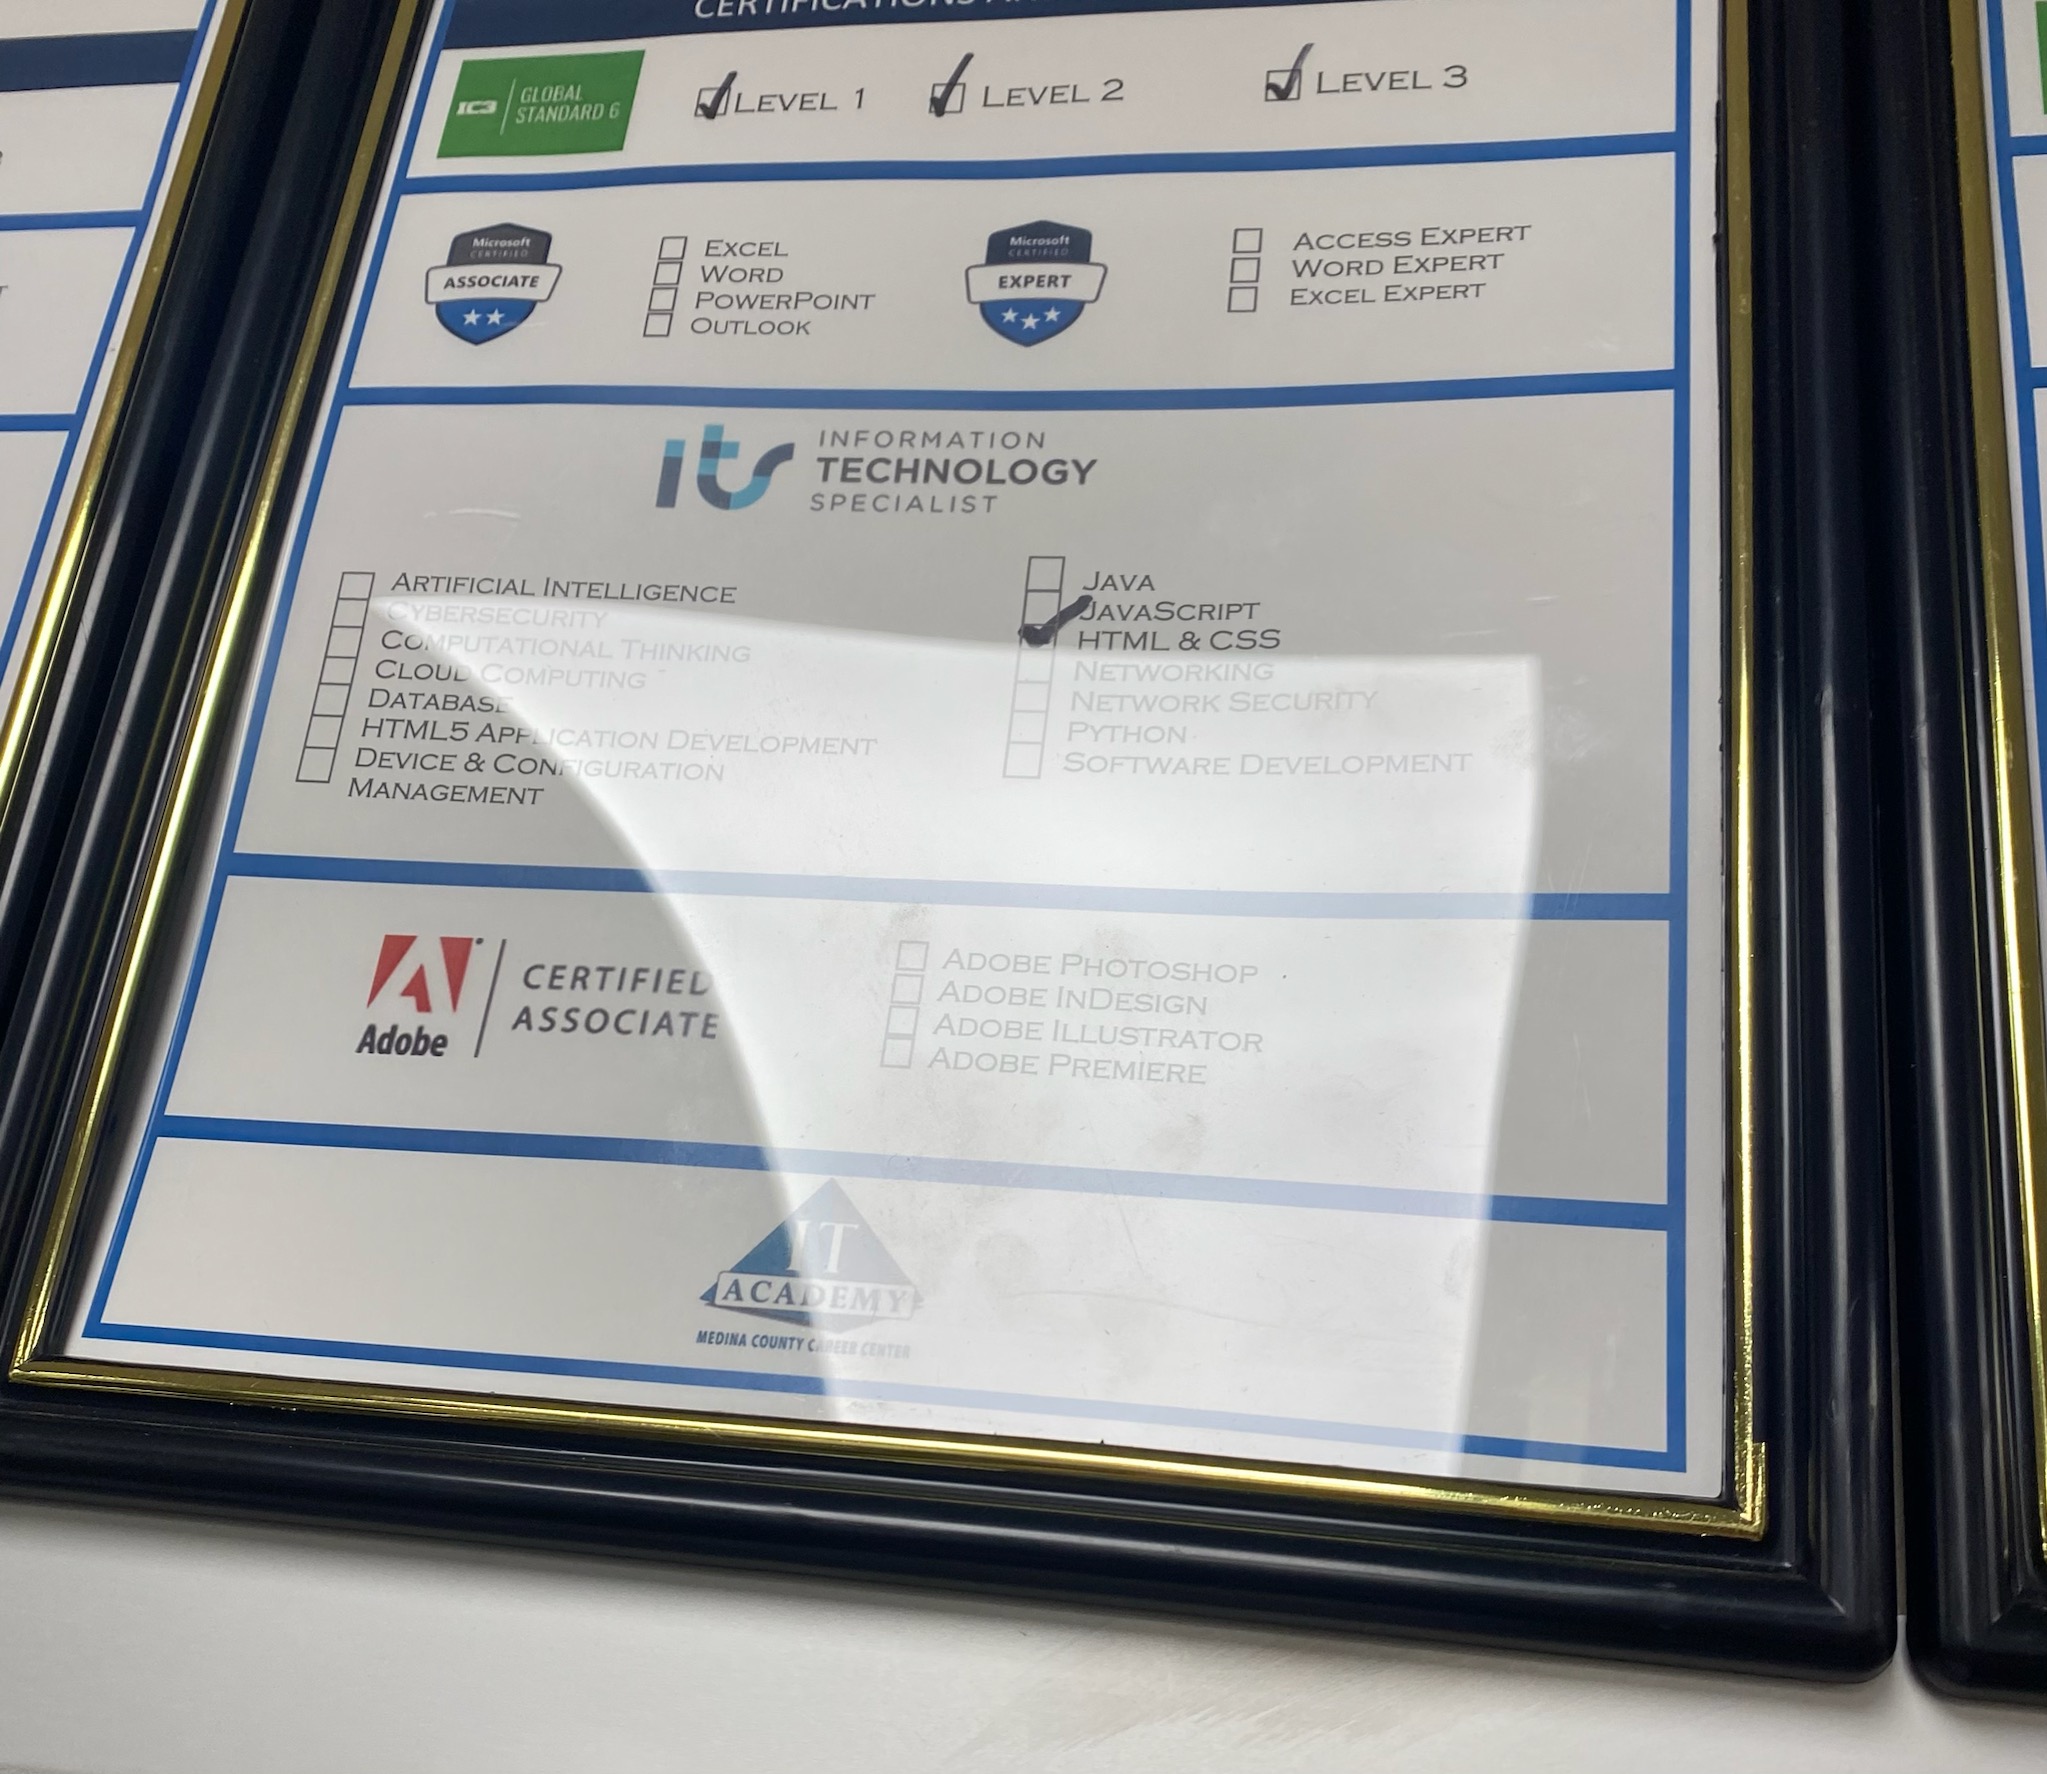 CERTIFICATIONS
IC3 GLOBAL
STANDARD 6
LEVEL 1
LEVEL 2
LEVEL 3
Microsoft
CERTIFIED
ASSOCIATE
EXCEL
WORD
POWERPOINT
OUTLOOK
Microsoft
CERTIFIED
EXPERT
ACCESS EXPERT
WORD EXPERT
EXCEL EXPERT
its
INFORMATION
TECHNOLOGY
SPECIALIST
ARTIFICIAL INTELLIGENCE
CYBERSECURITY
COMPUTATIONAL THINKING
CLOUD COMPUTING
DATABASE
HTML5 APPLICATION DEVELOPMENT
DEVICE & CONFIGURATION
MANAGEMENT
JAVA
JAVASCRIPT
HTML & CSS
NETWORKING
NETWORK SECURITY
PYTHON
SOFTWARE DEVELOPMENT
Adobe
CERTIFIED
ASSOCIATE
ADOBE PHOTOSHOP
ADOBE INDESIGN
ADOBE ILLUSTRATOR
ADOBE PREMIERE
IT
ACADEMY
MEDINA COUNTY CAREER CENTER